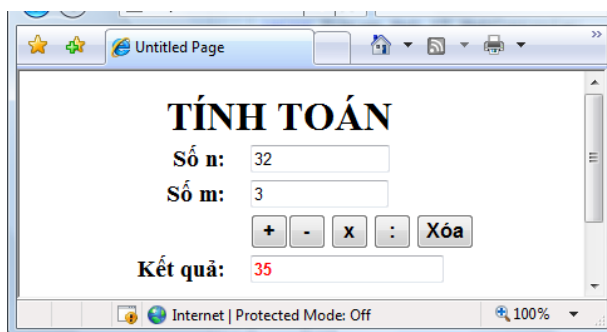 Untitled Page
TÍNH TOÁN
Số n: 32
Số m: 3
+ - x : Xóa
Kết quả: 35
Internet | Protected Mode: Off 100%